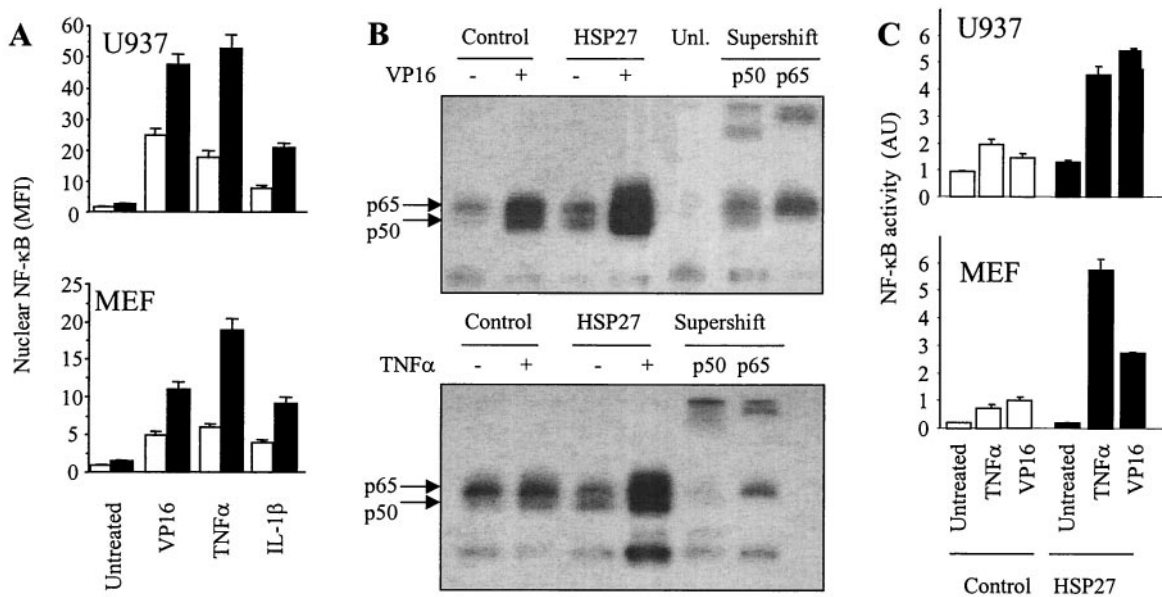 A
U937
Nuclear NF-κB (MFI)
60
50
40
30
20
10
0
MEF
25
20
15
10
5
0
Untreated
VP16
TNFα
IL-1β
B
Control HSP27 Unl. Supershift
VP16 - + - + p50 p65
p65
p50
Control HSP27 Supershift
TNFα - + - + p50 p65
p65
p50
C
U937
NF-κB activity (AU)
6
5
4
3
2
1
0
MEF
6
5
4
3
2
1
0
Untreated
TNFα
VP16
Untreated
TNFα
VP16
Control HSP27